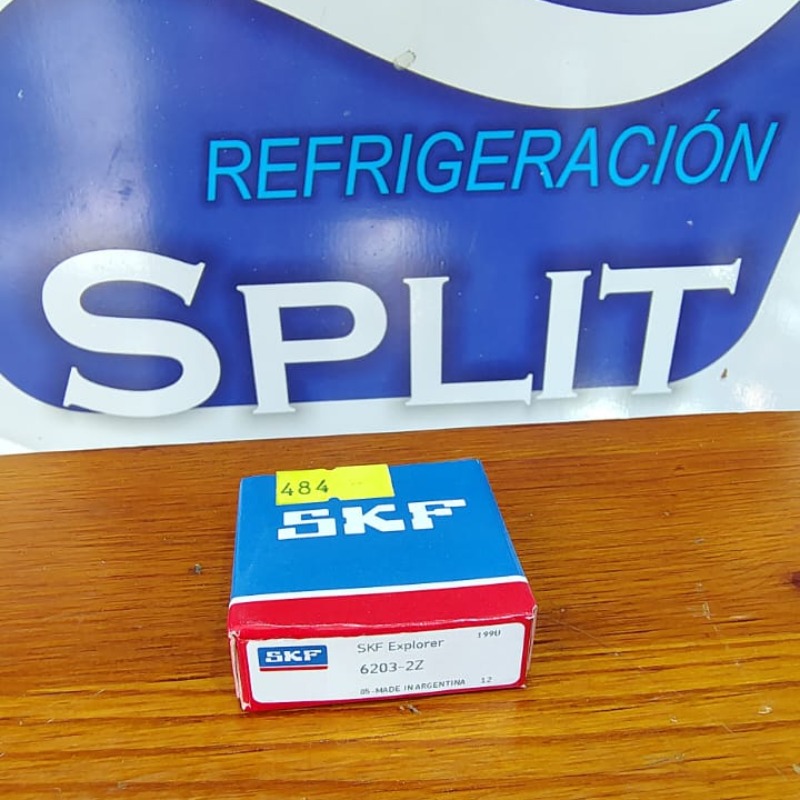 REFRIGERACIÓN
SPLIT
484
SKF
SKF
SKF Explorer
199U
6203-2Z
05-MADE IN ARGENTINA 12